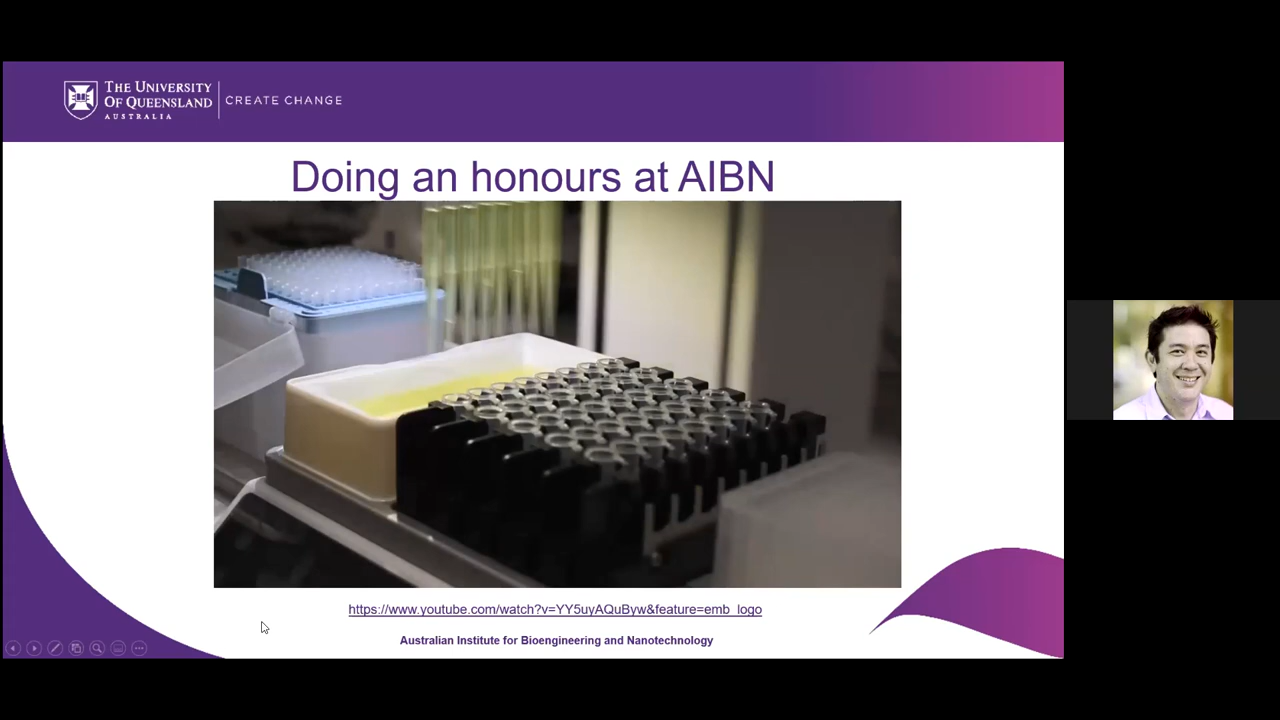 THE UNIVERSITY
OF QUEENSLAND
AUSTRALIA
CREATE CHANGE
Doing an honours at AIBN
https://www.youtube.com/watch?v=YY5uyAQuByw&feature=emb_logo
Australian Institute for Bioengineering and Nanotechnology